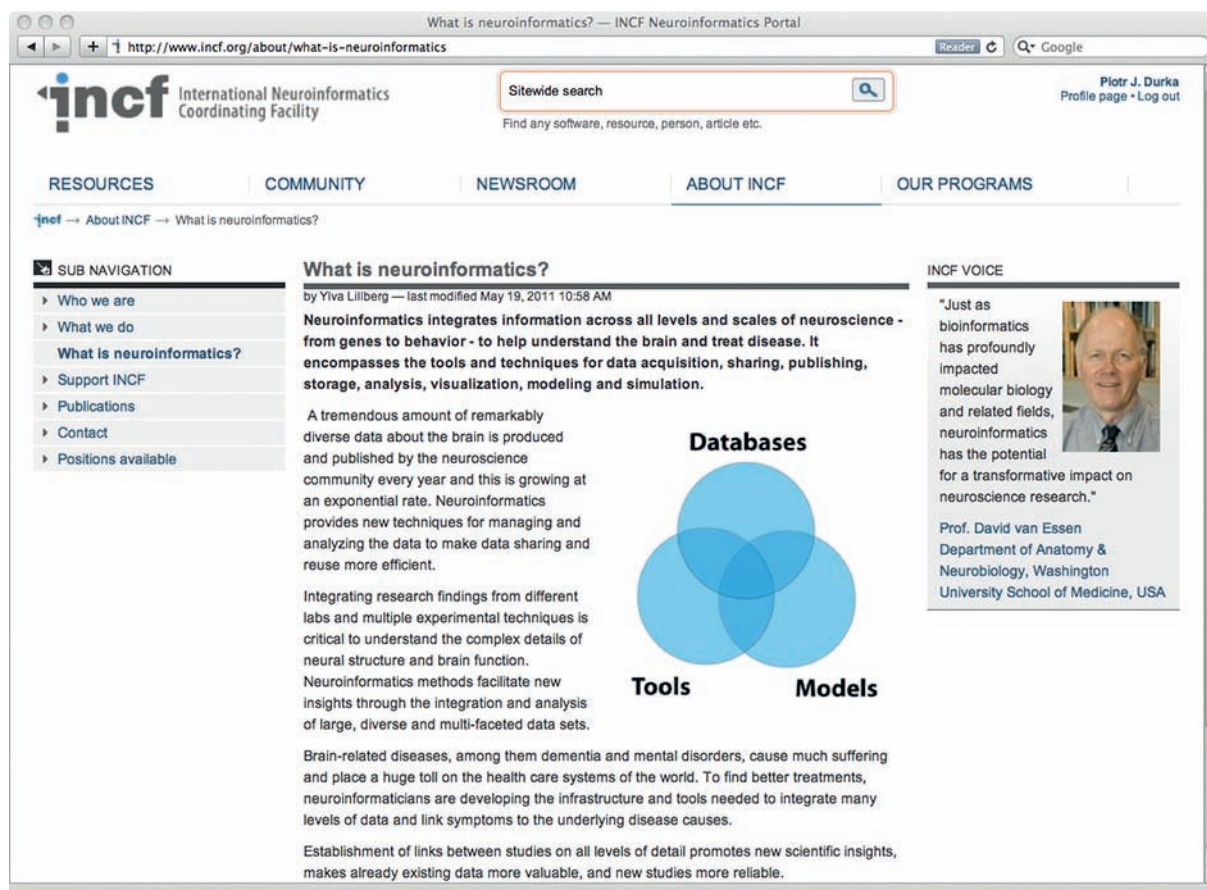 What is neuroinformatics? — INCF Neuroinformatics Portal
http://www.incf.org/about/what-is-neuroinformatics
Reader
Google
incf
International Neuroinformatics
Coordinating Facility
Sitewide search
Find any software, resource, person, article etc.
Piotr J. Durka
Profile page • Log out
RESOURCES
COMMUNITY
NEWSROOM
ABOUT INCF
OUR PROGRAMS
incf → About INCF → What is neuroinformatics?
SUB NAVIGATION
Who we are
What we do
What is neuroinformatics?
Support INCF
Publications
Contact
Positions available
What is neuroinformatics?
by Ylva Lillberg — last modified May 19, 2011 10:58 AM
Neuroinformatics integrates information across all levels and scales of neuroscience -
from genes to behavior - to help understand the brain and treat disease. It
encompasses the tools and techniques for data acquisition, sharing, publishing,
storage, analysis, visualization, modeling and simulation.
A tremendous amount of remarkably
diverse data about the brain is produced
and published by the neuroscience
community every year and this is growing at
an exponential rate. Neuroinformatics
provides new techniques for managing and
analyzing the data to make data sharing and
reuse more efficient.
Integrating research findings from different
labs and multiple experimental techniques is
critical to understand the complex details of
neural structure and brain function.
Neuroinformatics methods facilitate new
insights through the integration and analysis
of large, diverse and multi-faceted data sets.
Databases
Tools
Models
Brain-related diseases, among them dementia and mental disorders, cause much suffering
and place a huge toll on the health care systems of the world. To find better treatments,
neuroinformaticians are developing the infrastructure and tools needed to integrate many
levels of data and link symptoms to the underlying disease causes.
Establishment of links between studies on all levels of detail promotes new scientific insights,
makes already existing data more valuable, and new studies more reliable.
INCF VOICE
"Just as
bioinformatics
has profoundly
impacted
molecular biology
and related fields,
neuroinformatics
has the potential
for a transformative impact on
neuroscience research."
Prof. David van Essen
Department of Anatomy &
Neurobiology, Washington
University School of Medicine, USA